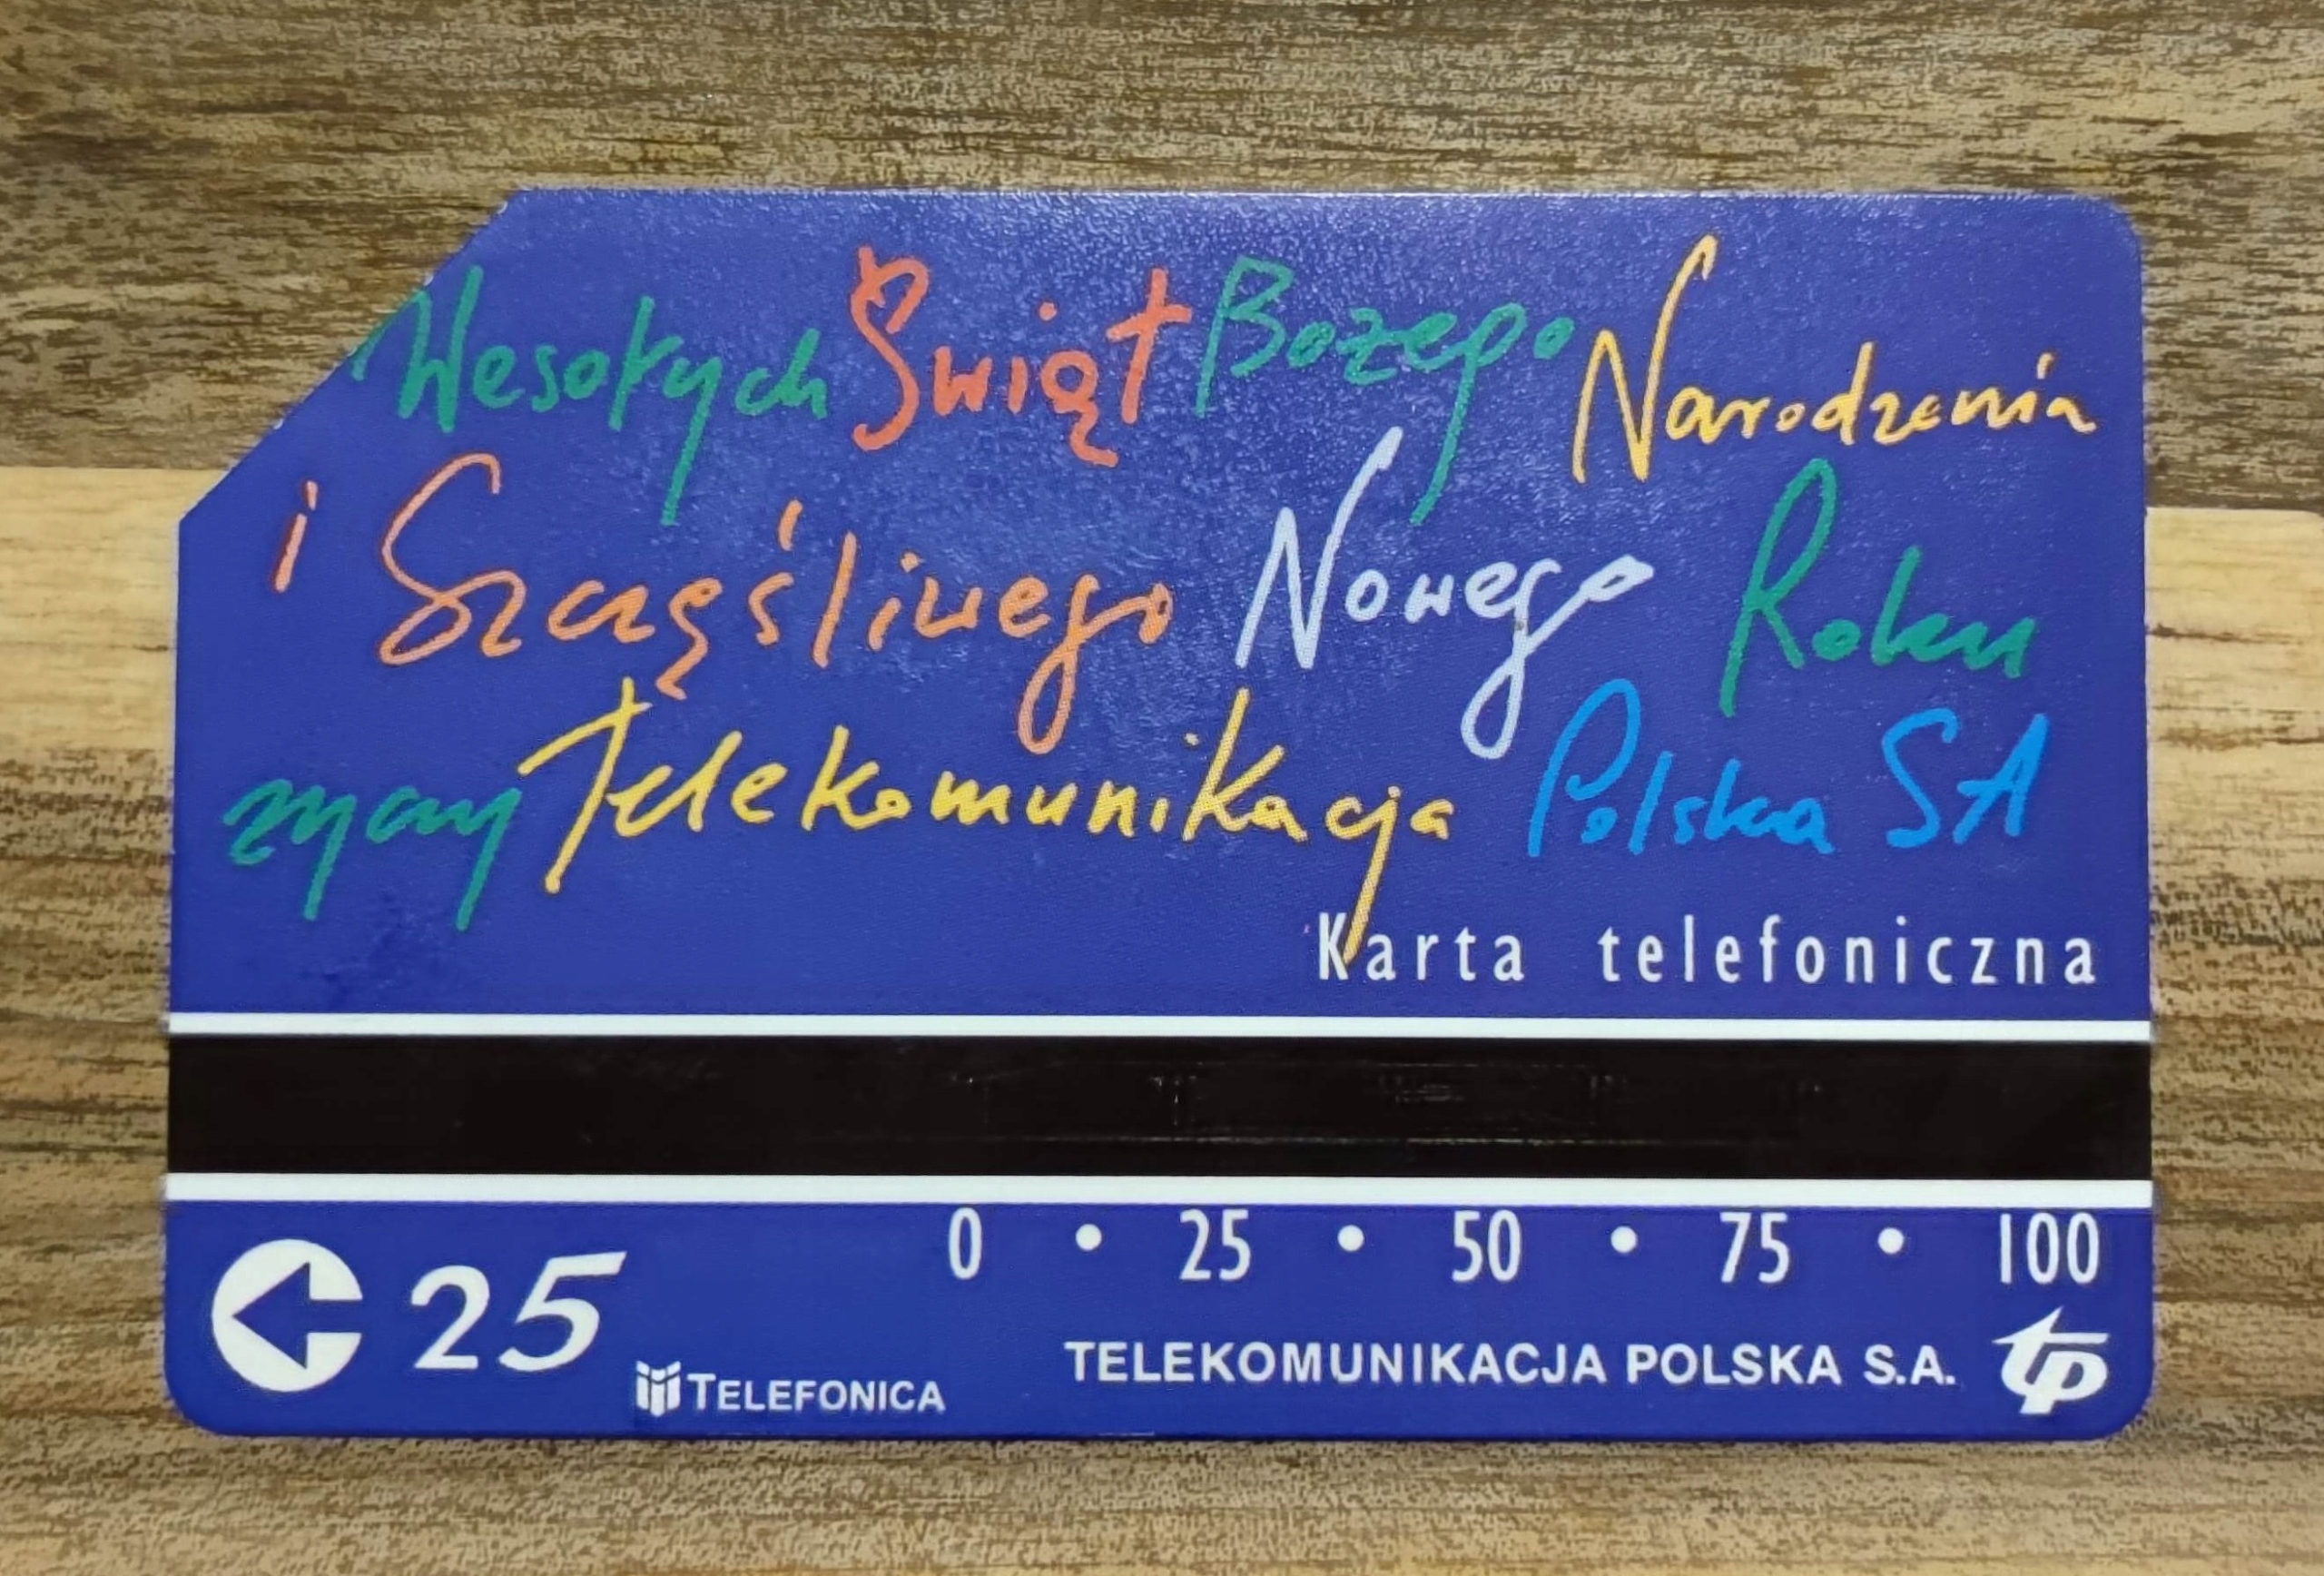 Wesołych Świąt Bożego Narodzenia
i Szczęśliwego Nowego Roku
życzy Telekomunikacja Polska SA
Karta telefoniczna
0 • 25 • 50 • 75 • 100
25
TELEFONICA
TELEKOMUNIKACJA POLSKA S.A. tp